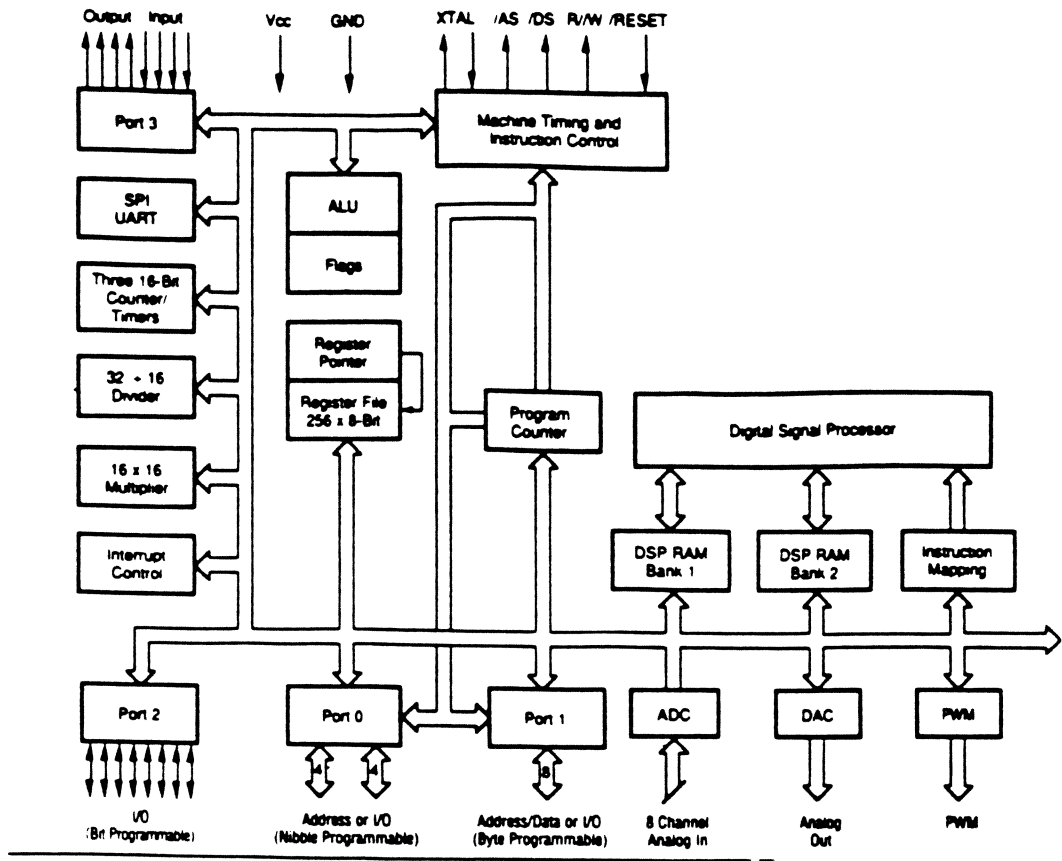 Output Input
Vcc
GND
XTAL /AS /DS R//W /RESET
Port 3
Machine Timing and
Instruction Control
SPI
UART
ALU
Flags
Three 16-Bit
Counter/
Timers
Register
Pointer
32 ÷ 16
Divider
Register File
256 x 8-Bit
Program
Counter
Digital Signal Processor
16 x 16
Multiplier
Interrupt
Control
DSP RAM
Bank 1
DSP RAM
Bank 2
Instruction
Mapping
Port 2
Port 0
Port 1
ADC
DAC
PWM
4
4
8
I/O
(Bit Programmable)
Address or I/O
(Nibble Programmable)
Address/Data or I/O
(Byte Programmable)
8 Channel
Analog In
Analog
Out
PWM